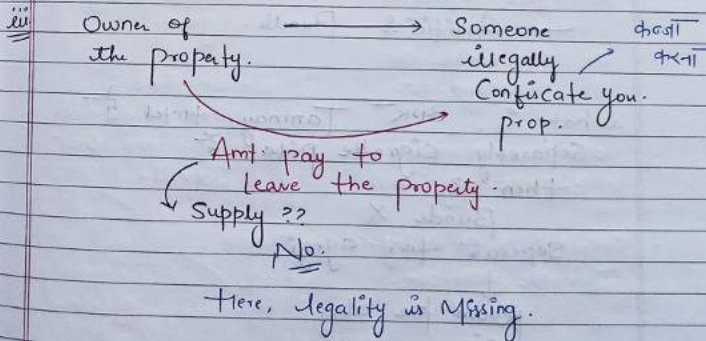 iii Owner of → Someone कब्जा
the property. illegally करना
Confiscate you.
prop.
Amt. pay to
leave the property.
Supply ??
No.
Here, legality is Missing.